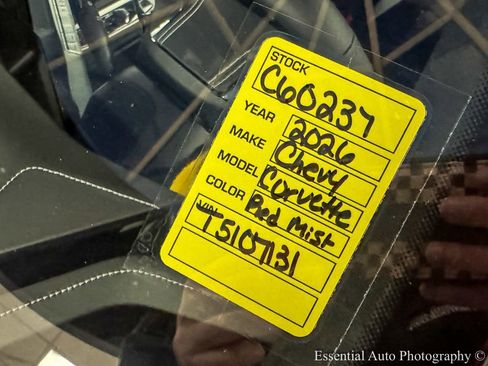 STOCK
C60237
YEAR 2026
MAKE Chevy
MODEL Corvette
COLOR Red Mist
VIN
T5107131
Essential Auto Photography ©